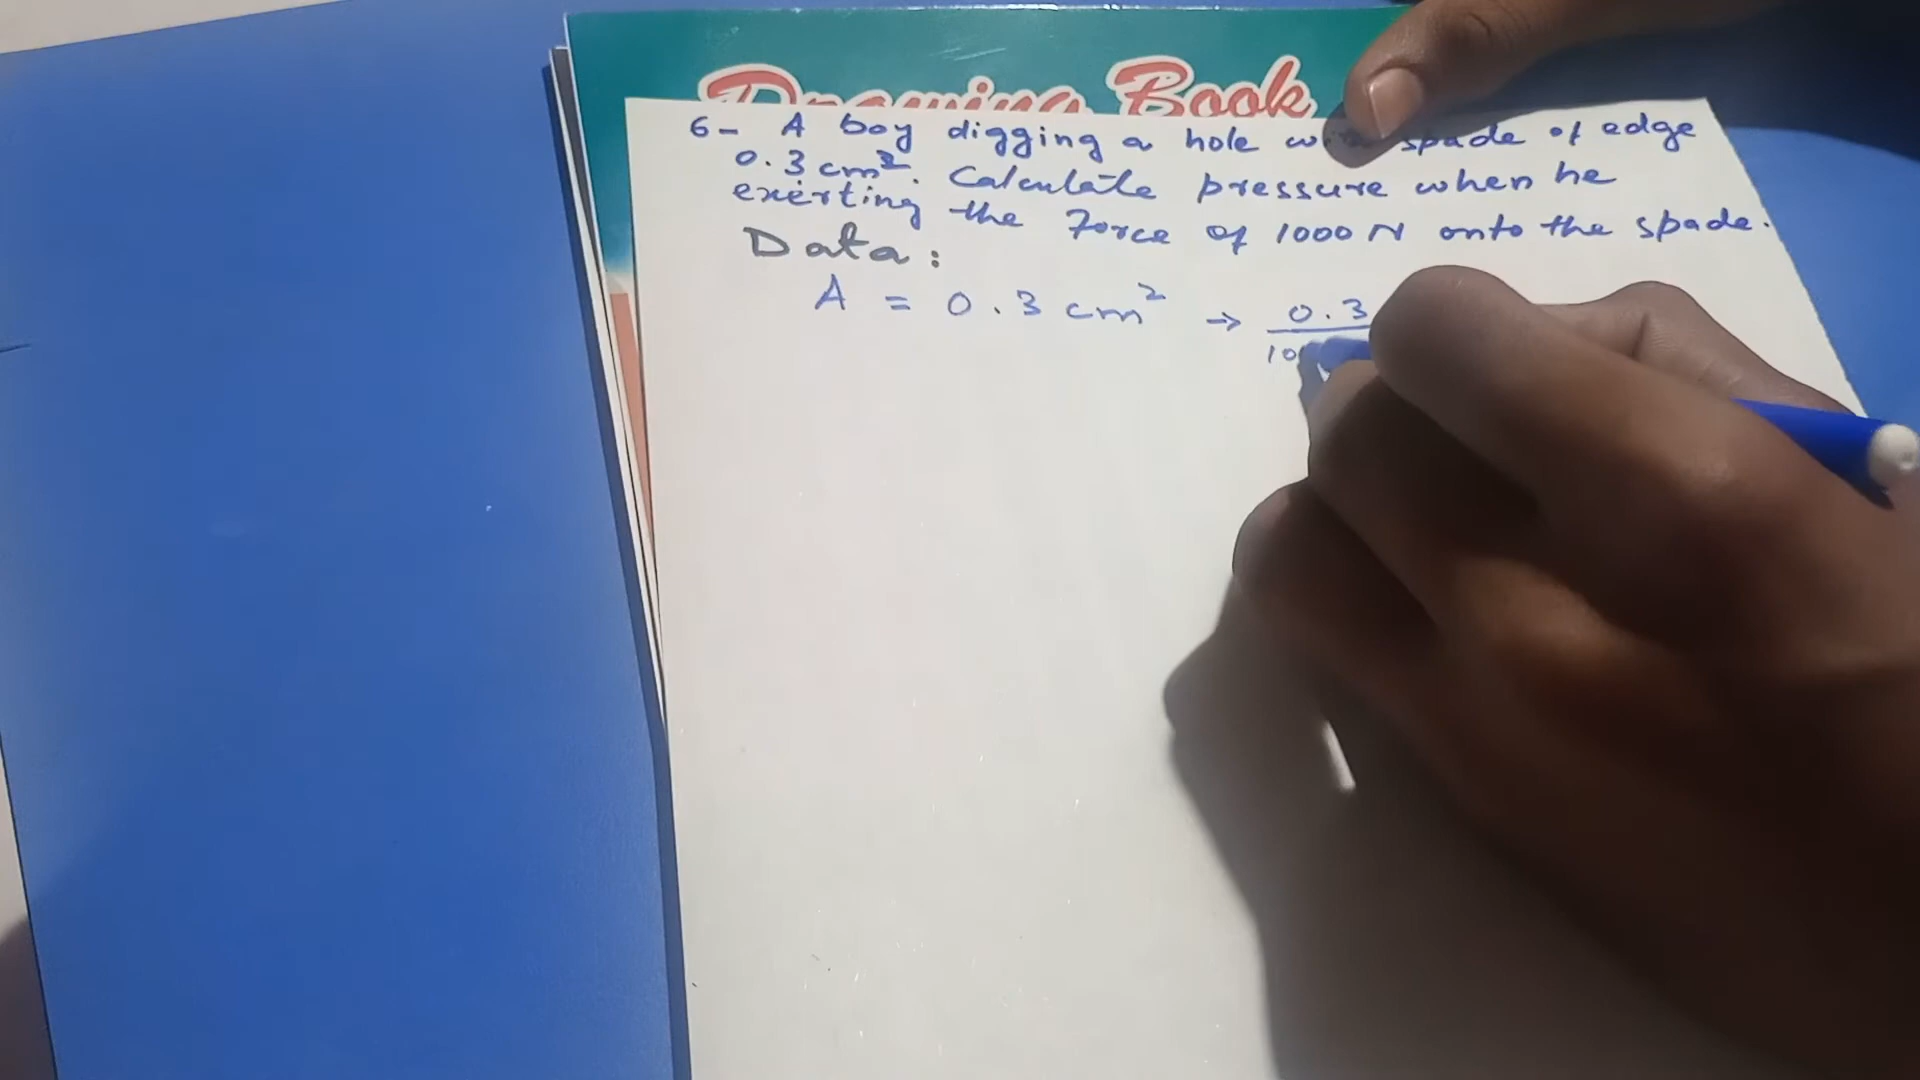 Drawing Book
6- A boy digging a hole spade of edge
0.3 cm². Calculate pressure when he
exerting the Force of 1000 N onto the spade.
Data:
A = 0.3 cm² → 0.3
10